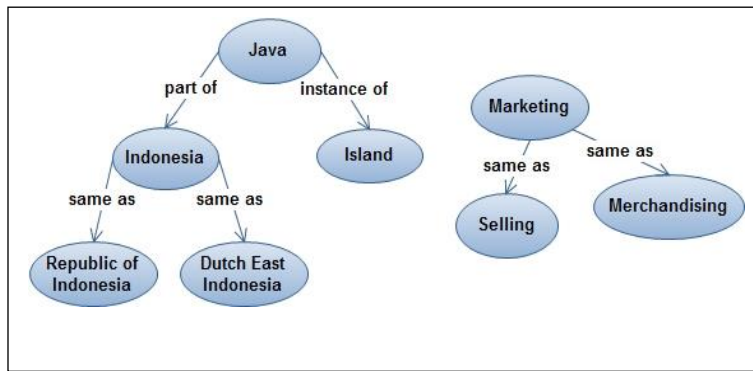 Java
part of
instance of
Marketing
Indonesia
Island
same as
same as
same as
same as
Selling
Merchandising
Republic of
Indonesia
Dutch East
Indonesia